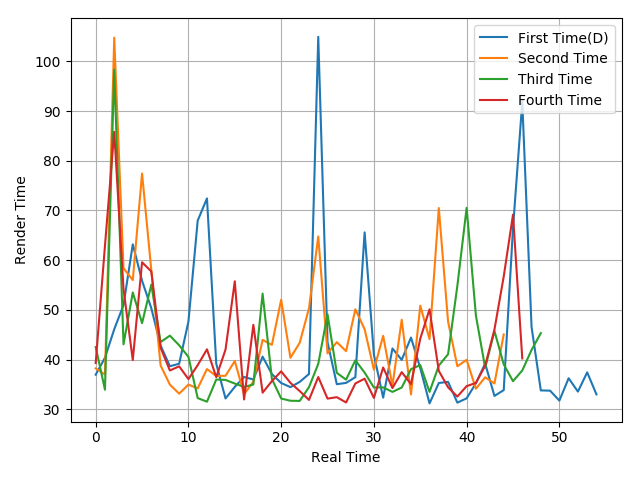 First Time(D)
Second Time
Third Time
Fourth Time
100
90
80
70
60
50
40
30
Render Time
0 10 20 30 40 50
Real Time